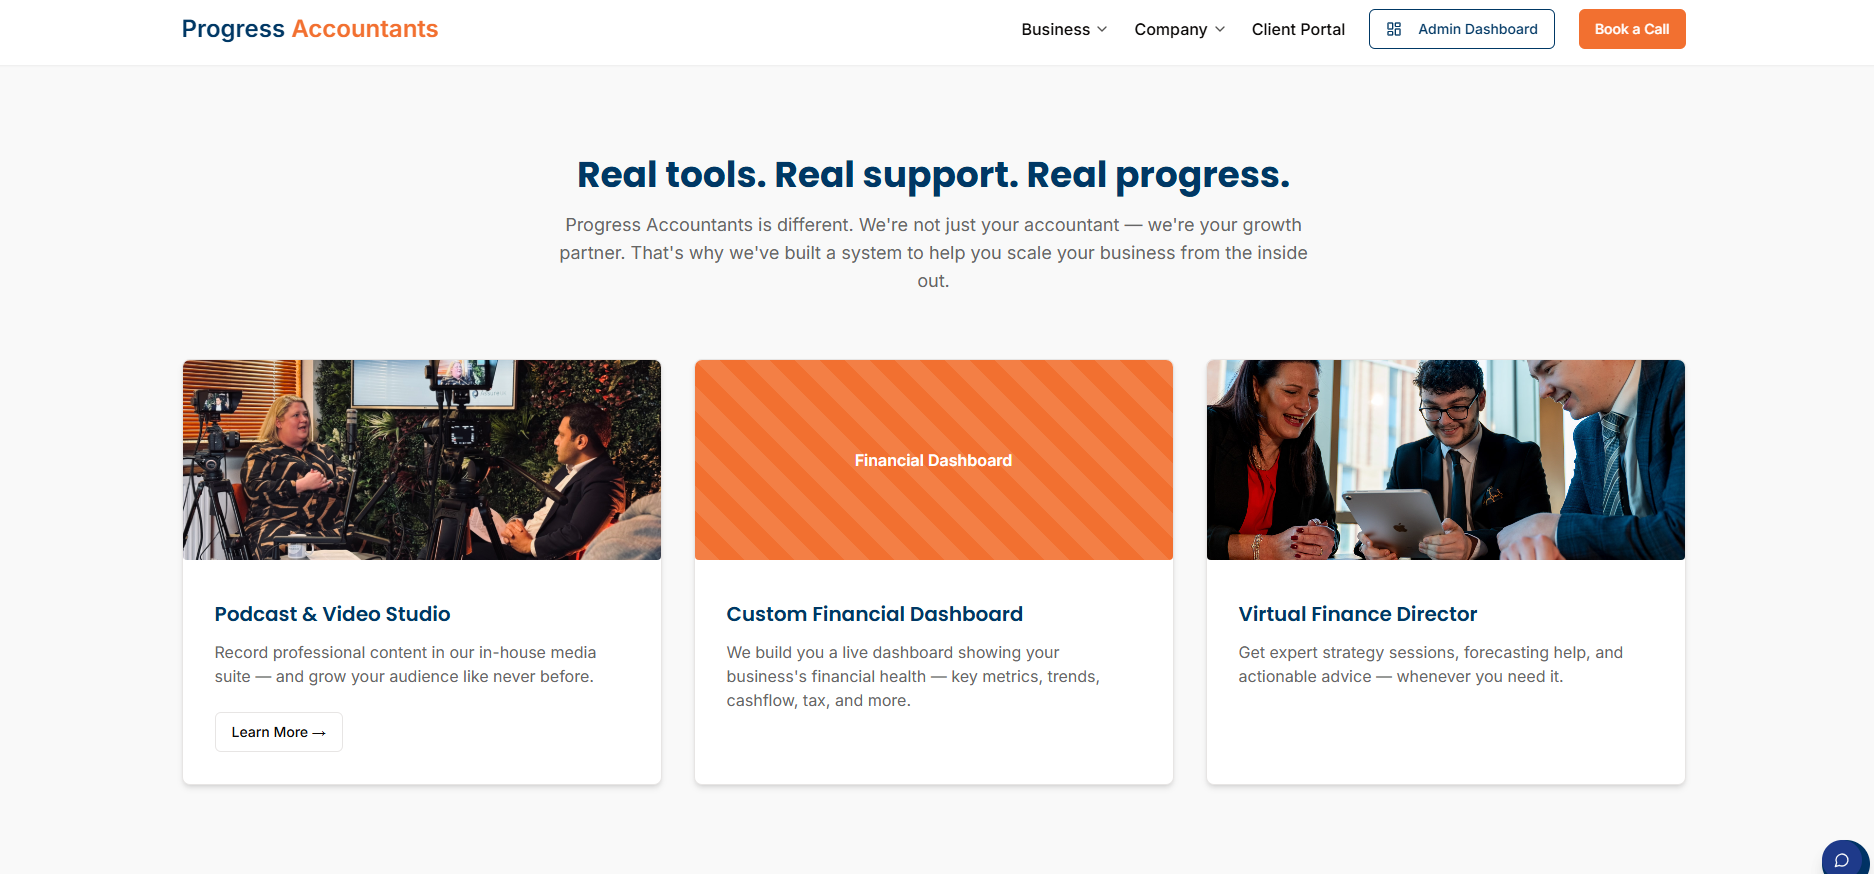 Progress Accountants
Business
Company
Client Portal
Admin Dashboard
Book a Call
Real tools. Real support. Real progress.
Progress Accountants is different. We're not just your accountant — we're your growth
partner. That's why we've built a system to help you scale your business from the inside
out.
Financial Dashboard
Podcast & Video Studio
Record professional content in our in-house media
suite — and grow your audience like never before.
Learn More →
Custom Financial Dashboard
We build you a live dashboard showing your
business's financial health — key metrics, trends,
cashflow, tax, and more.
Virtual Finance Director
Get expert strategy sessions, forecasting help, and
actionable advice — whenever you need it.